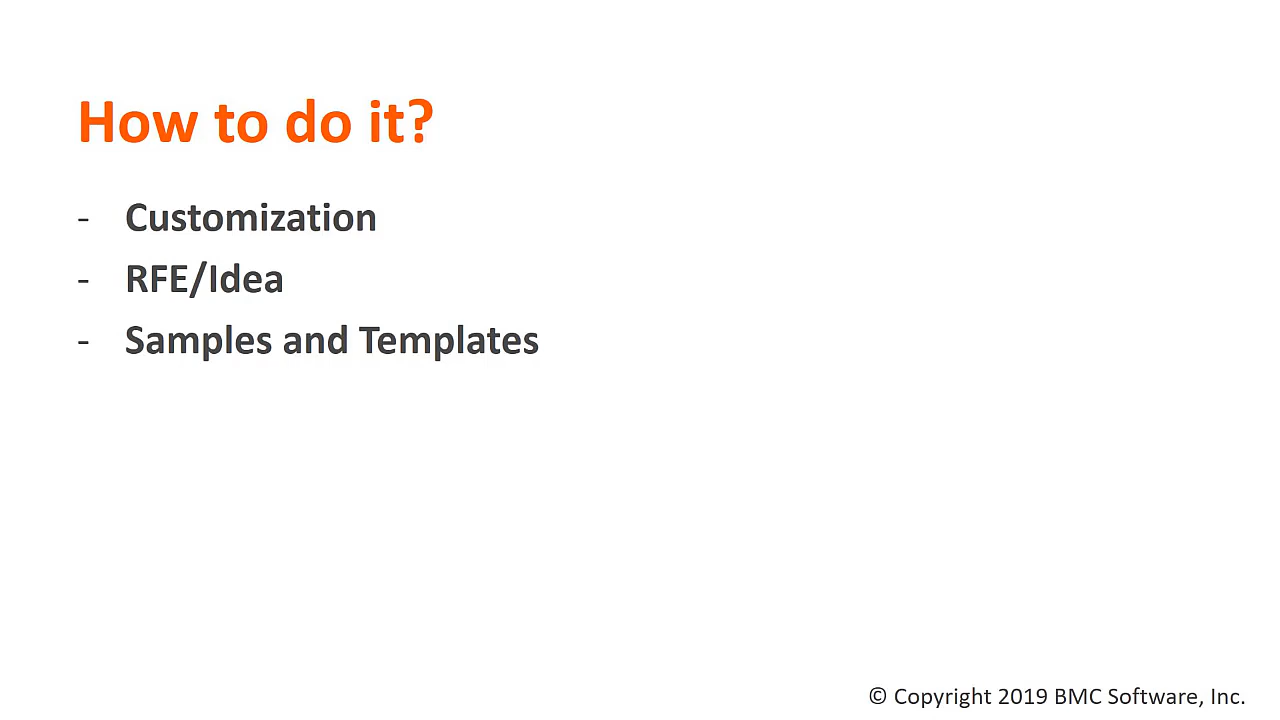 How to do it?
- Customization
- RFE/Idea
- Samples and Templates
© Copyright 2019 BMC Software, Inc.